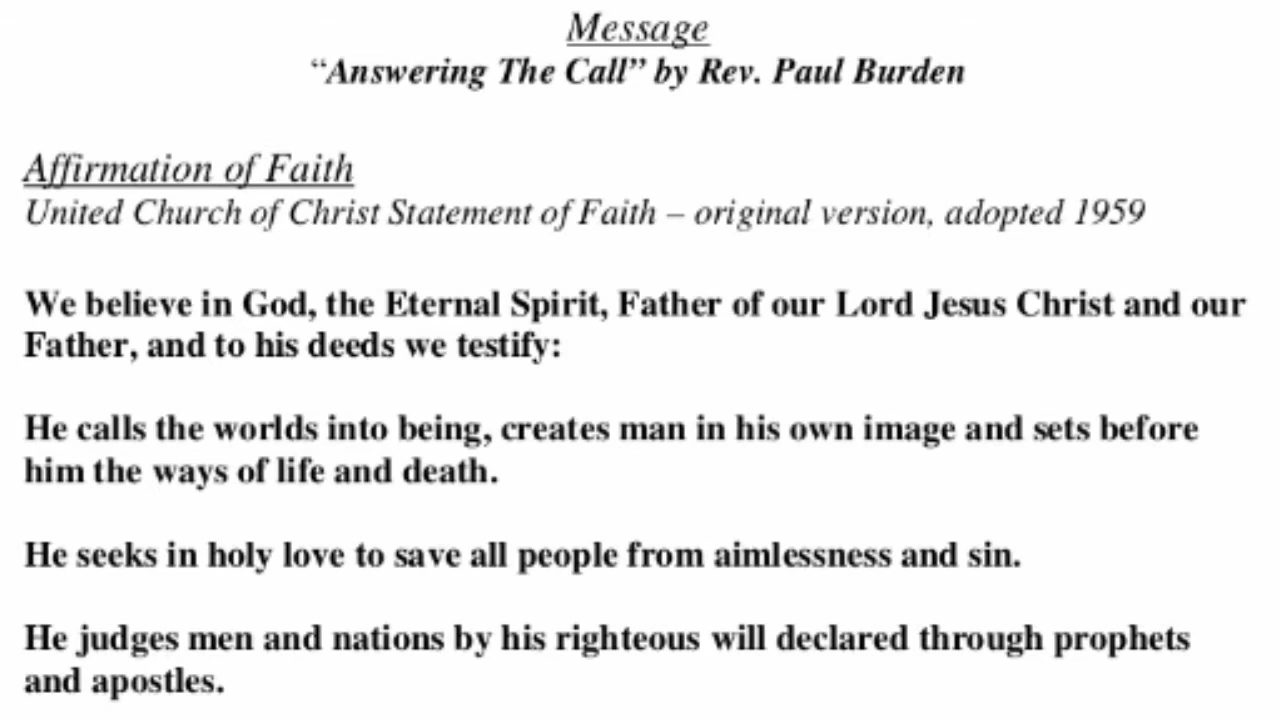 Message
“Answering The Call” by Rev. Paul Burden
Affirmation of Faith
United Church of Christ Statement of Faith – original version, adopted 1959
We believe in God, the Eternal Spirit, Father of our Lord Jesus Christ and our
Father, and to his deeds we testify:
He calls the worlds into being, creates man in his own image and sets before
him the ways of life and death.
He seeks in holy love to save all people from aimlessness and sin.
He judges men and nations by his righteous will declared through prophets
and apostles.